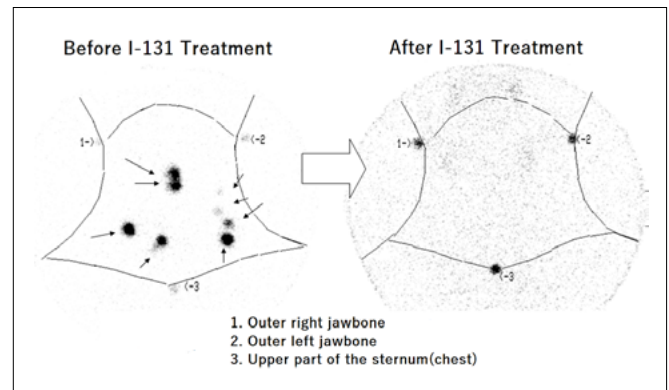 Before I-131 Treatment
After I-131 Treatment
1->
<-2
1->
<-2
<-3
<-3
1. Outer right jawbone
2. Outer left jawbone
3. Upper part of the sternum(chest)